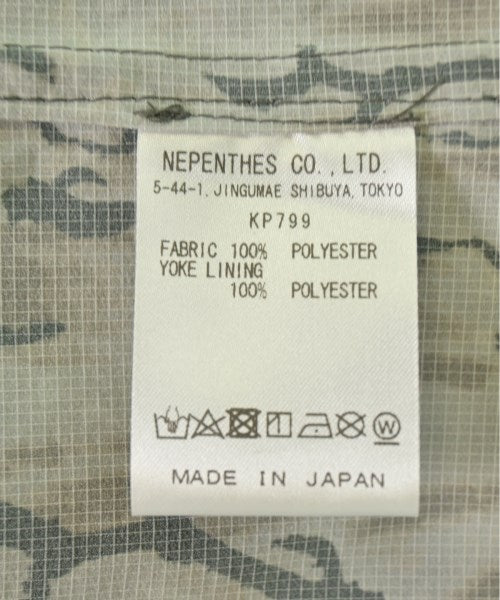 NEPENTHES CO., LTD.
5-44-1, JINGUMAE SHIBUYA, TOKYO
KP799
FABRIC 100% POLYESTER
YOKE LINING
100% POLYESTER
W
MADE IN JAPAN